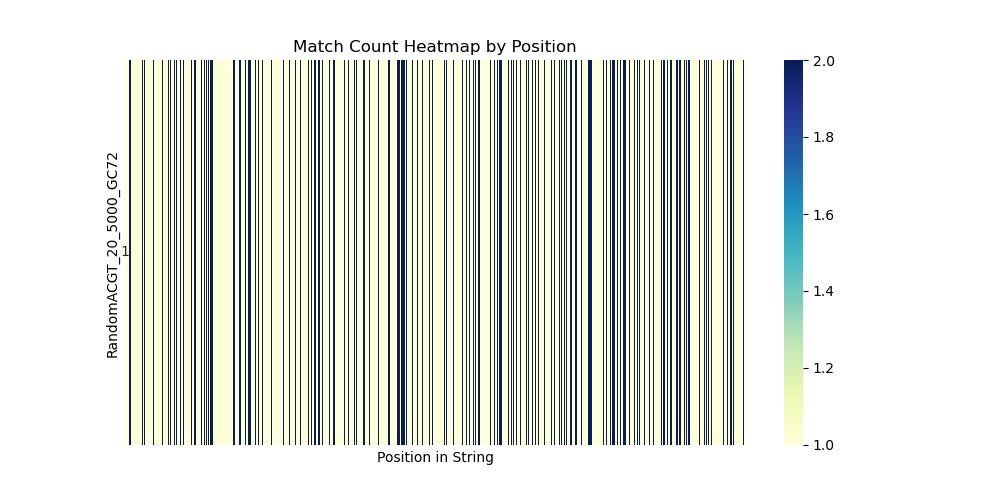 Match Count Heatmap by Position
RandomACGT_20_5000_GC72
1
Position in String
2.0
1.8
1.6
1.4
1.2
1.0